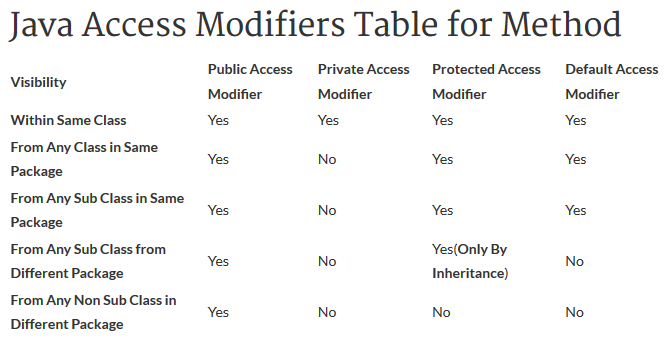 Java Access Modifiers Table for Method
Visibility Public Access Modifier Private Access Modifier Protected Access Modifier Default Access Modifier
Within Same Class Yes Yes Yes Yes
From Any Class in Same Package Yes No Yes Yes
From Any Sub Class in Same Package Yes No Yes Yes
From Any Sub Class from Different Package Yes No Yes(Only By Inheritance) No
From Any Non Sub Class in Different Package Yes No No No